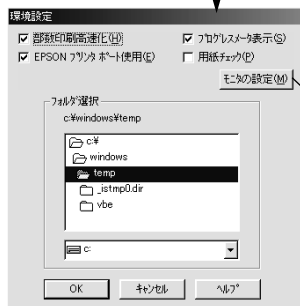 環境設定
部数印刷高速化(H)
プログレスメータ表示(S)
EPSON プリンタ ポート使用(E)
用紙チェック(P)
モニタの設定(M)
フォルダ選択
c:¥windows¥temp
c:¥
windows
temp
_istmp0.dir
vbe
c:
OK
キャンセル
ヘルプ